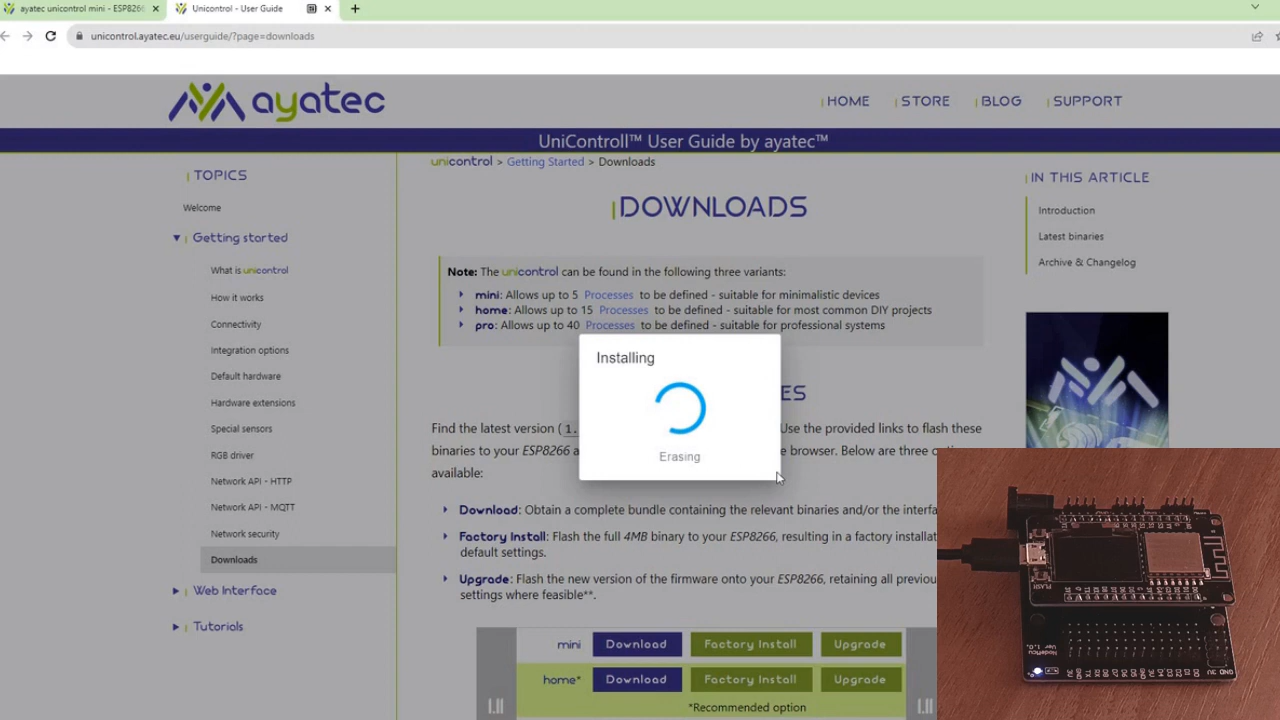 ayatec unicontrol mini - ESP826
Unicontrol - User Guide
unicontrol.ayatec.eu/userguide/?page=downloads
ayatec
HOME
STORE
BLOG
SUPPORT
UniControll™ User Guide by ayatec™
TOPICS
Welcome
Getting started
What is unicontrol
How it works
Connectivity
Integration options
Default hardware
Hardware extensions
Special sensors
RGB driver
Network API - HTTP
Network API - MQTT
Network security
Downloads
Web Interface
Tutorials
unicontrol > Getting Started > Downloads
DOWNLOADS
Note: The unicontrol can be found in the following three variants:
mini: Allows up to 5 Processes to be defined - suitable for minimalistic devices
home: Allows up to 15 Processes to be defined - suitable for most common DIY projects
pro: Allows up to 40 Processes to be defined - suitable for professional systems
ES
Find the latest version (1. Use the provided links to flash these
binaries to your ESP8266 a e browser. Below are three o
available:
Installing
Erasing
Download: Obtain a complete bundle containing the relevant binaries and/or the interfa
Factory Install: Flash the full 4MB binary to your ESP8266, resulting in a factory installat
default settings.
Upgrade: Flash the new version of the firmware onto your ESP8266, retaining all previou
settings where feasible**.
mini Download Factory Install Upgrade
home* Download Factory Install Upgrade
1.11 1.11
*Recommended option
IN THIS ARTICLE
Introduction
Latest binaries
Archive & Changelog
FLASH
NodeMcu
Ver 1.0